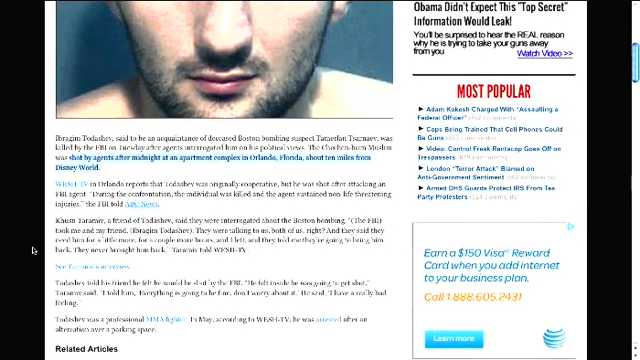 Ibragim Todashev, said to be an acquaintance of deceased Boston bombing suspect Tamerlan Tsarnaev, was
killed by the FBI on Tuesday after agents interrogated him on his political views. The Chechen-born Muslim
was shot by agents after midnight at an apartment complex in Orlando, Florida, about ten miles from
Disney World.
WESH-TV in Orlando reports that Todashev was originally cooperative, but he was shot after attacking an
FBI agent. "During the confrontation, the individual was killed and the agent sustained non-life threatening
injuries," the FBI told ABC News.
Khusn Taramiv, a friend of Todashev, said they were interrogated about the Boston bombing. "(The FBI)
took me and my friend, (Ibragim Todashev). They were talking to us, both of us, right? And they said they
need him for a little more, for a couple more hours, and I left, and they told me they're going to bring him
back. They never brought him back," Taramiv told WESH-TV.
See interview
Todashev told his friend he felt he would be shot by the FBI. "He felt inside he was going to get shot,"
Taramiv said. "I told him, 'Everything is going to be fine, don't worry about it.' He said, 'I have a really bad
feeling.'
Todashev was a professional MMA fighter. In May, according to WESH-TV, he was arrested after an
altercation over a parking space.
Related Articles
Obama Didn't Expect This "Top Secret"
Information Would Leak!
You'll be surprised to hear the REAL reason
why he is trying to take your guns away
from you
Watch Video >>
MOST POPULAR
Adam Kokesh Charged With "Assaulting a
Federal Officer"
Cops Being Trained That Cell Phones Could
Be Guns
Video: Control Freak Rentacop Goes Off on
Trespassers
"London "Terror Attack" Blamed on
Anti-Government Sentiment
Armed DHS Guards Protect IRS From Tea
Party Protesters
Earn a $150 Visa® Reward
Card when you add internet
to your wireless service.
Call 1.888.605.2431
Learn more
at&t